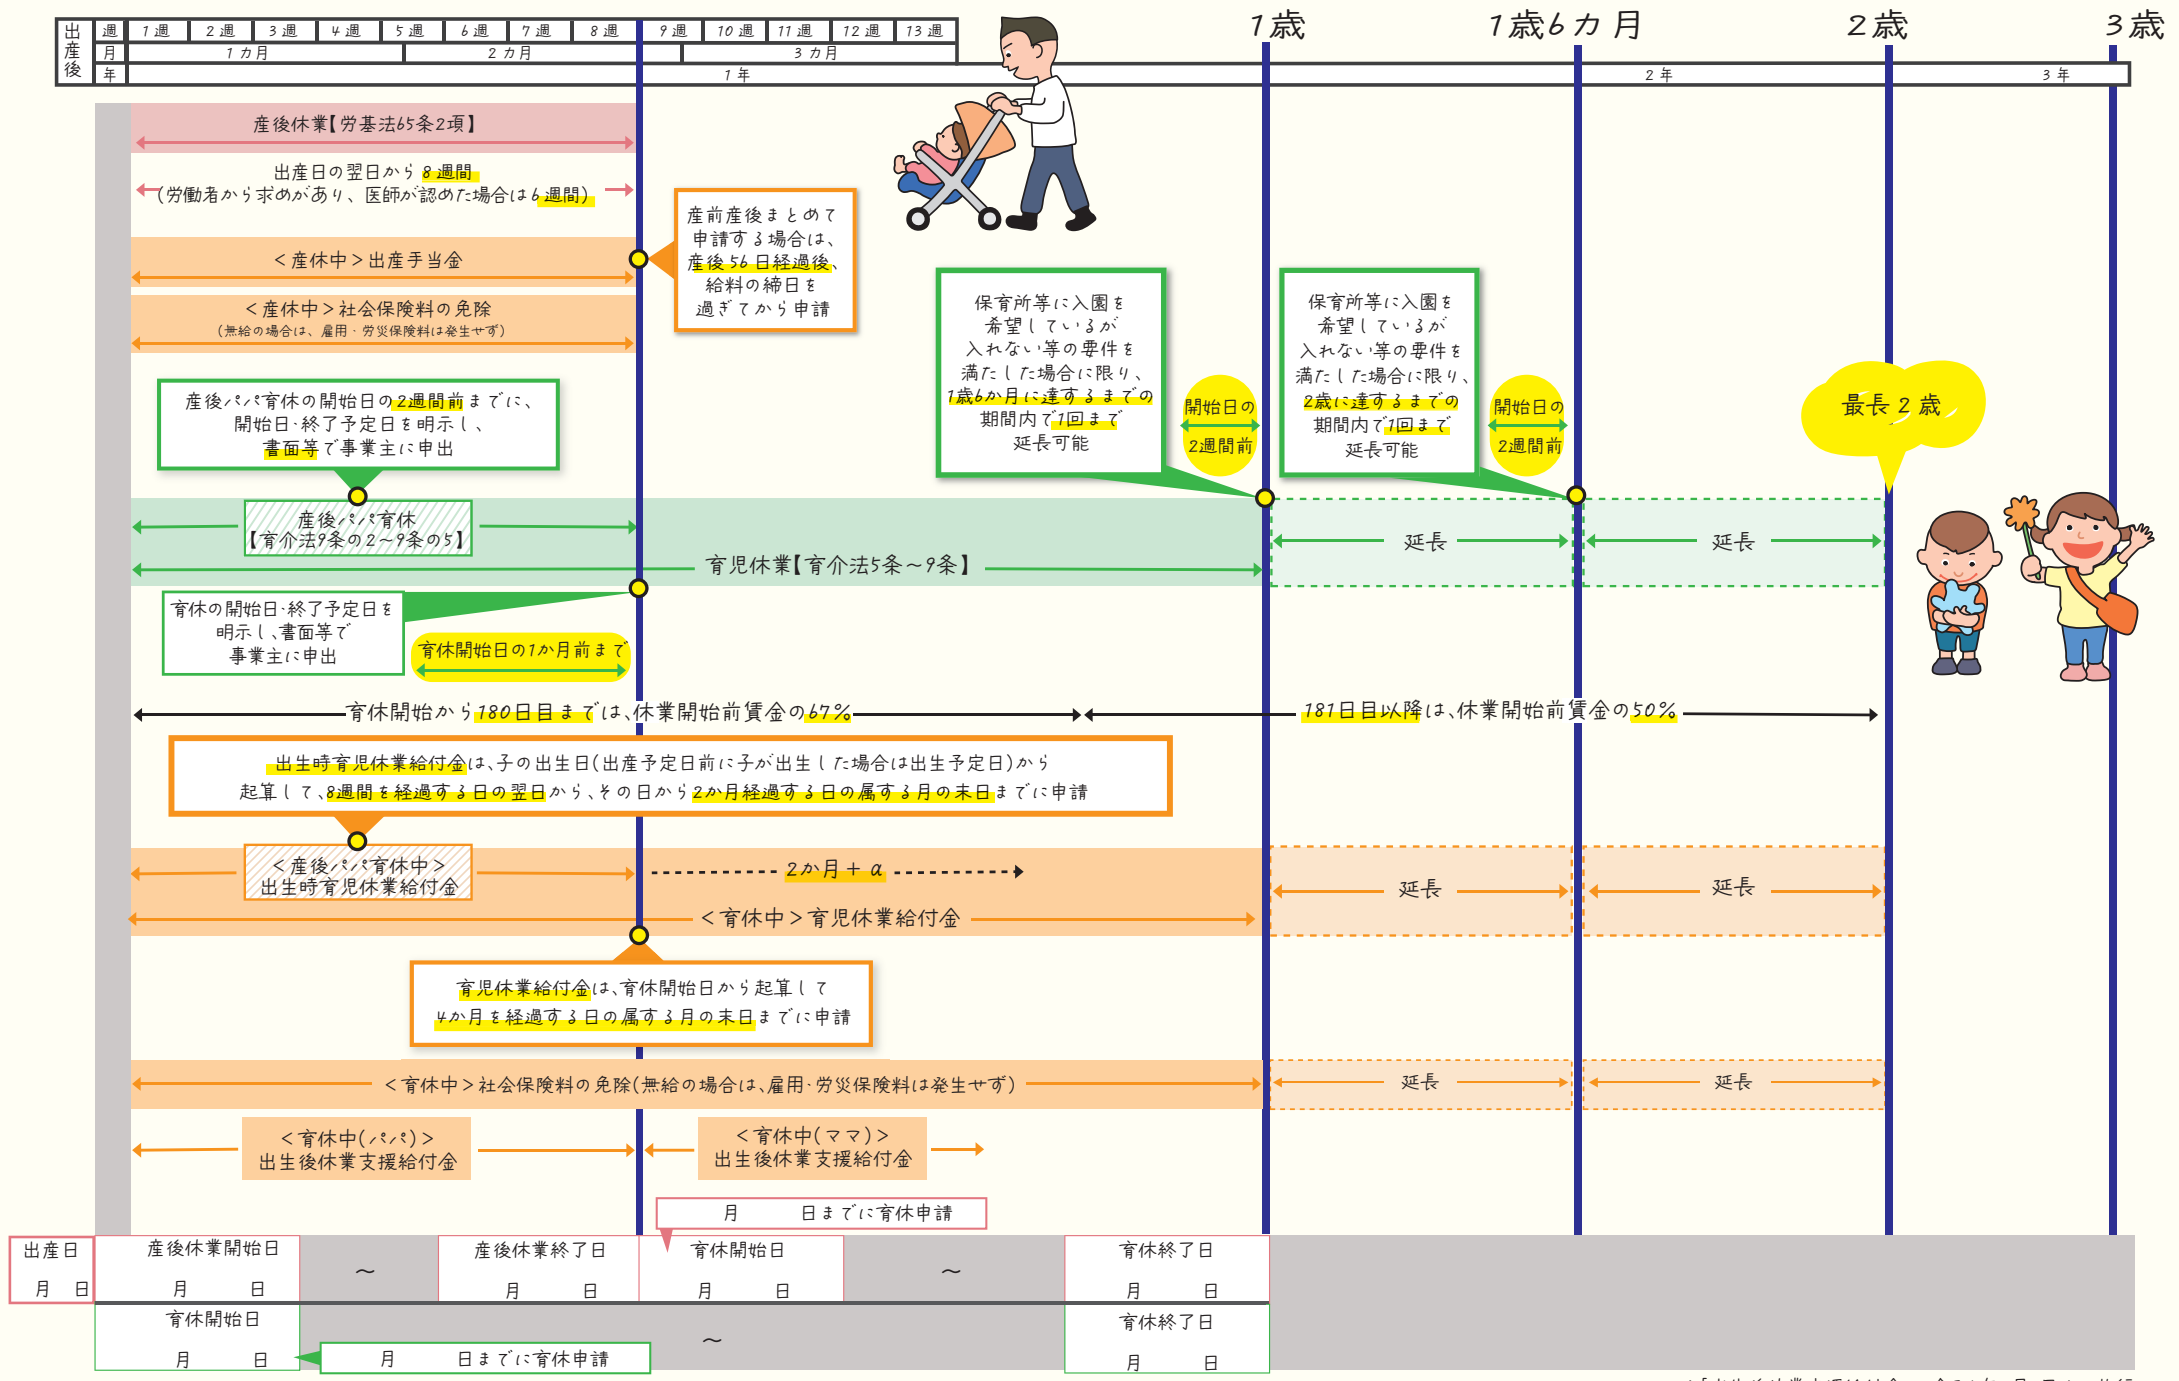 出産後
週 1週 2週 3週 4週 5週 6週 7週 8週 9週 10週 11週 12週 13週
月 1カ月 2カ月 3カ月
年 1年 2年 3年
1歳
1歳6カ月
2歳
3歳
産後休業【労基法65条2項】
出産日の翌日から8週間
（労働者から求めがあり、医師が認めた場合は6週間）
＜産休中＞出産手当金
＜産休中＞社会保険料の免除
（無給の場合は、雇用・労災保険料は発生せず）
産前産後まとめて
申請する場合は、
産後56日経過後、
給料の締日を
過ぎてから申請
保育所等に入園を
希望しているが
入れない等の要件を
満たした場合に限り、
1歳6か月に達するまでの
期間内で1回まで
延長可能
開始日の
2週間前
保育所等に入園を
希望しているが
入れない等の要件を
満たした場合に限り、
2歳に達するまでの
期間内で1回まで
延長可能
開始日の
2週間前
最長2歳
産後パパ育休の開始日の2週間前までに、
開始日・終了予定日を明示し、
書面等で事業主に申出
産後パパ育休
【育介法9条の2～9条の5】
育児休業【育介法5条～9条】
延長
延長
育休の開始日・終了予定日を
明示し、書面等で
事業主に申出
育休開始日の1か月前まで
育休開始から180日目までは、休業開始前賃金の67%
181日目以降は、休業開始前賃金の50%
出生時育児休業給付金は、子の出生日（出産予定日前に子が出生した場合は出生予定日）から
起算して、8週間を経過する日の翌日から、その日から2か月経過する日の属する月の末日までに申請
＜産後パパ育休中＞
出生時育児休業給付金
2か月＋α
＜育休中＞育児休業給付金
延長
延長
育児休業給付金は、育休開始日から起算して
4か月を経過する日の属する月の末日までに申請
＜育休中＞社会保険料の免除（無給の場合は、雇用・労災保険料は発生せず）
延長
延長
＜育休中（パパ）＞
出生後休業支援給付金
＜育休中（ママ）＞
出生後休業支援給付金
月 日までに育休申請
出産日
月 日
産後休業開始日
月 日
～
産後休業終了日
月 日
育休開始日
月 日
～
育休終了日
月 日
育休開始日
月 日
月 日までに育休申請
～
育休終了日
月 日